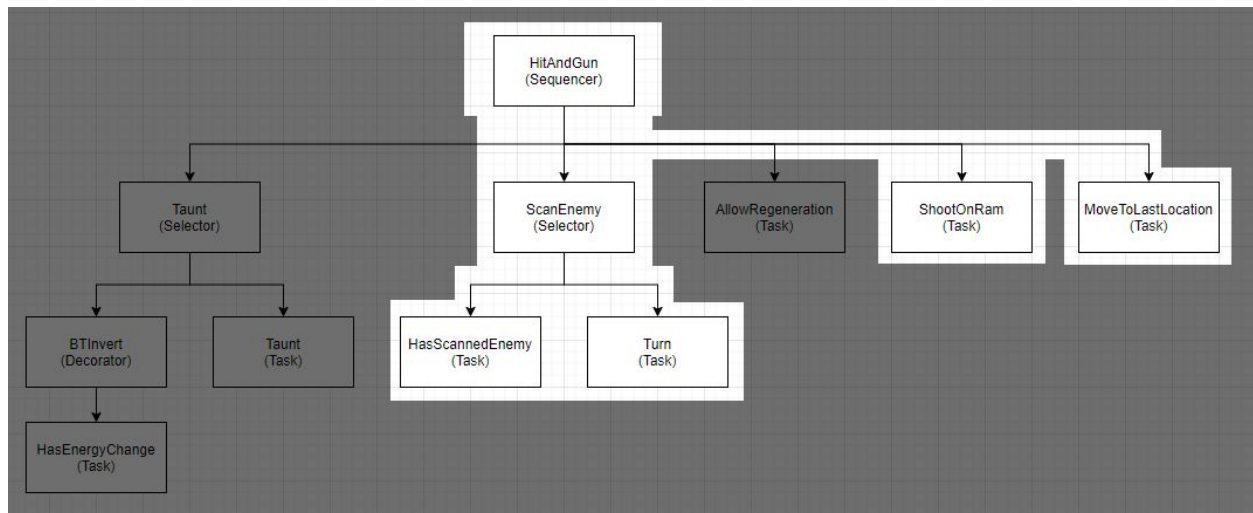 HitAndGun
(Sequencer)
Taunt
(Selector)
ScanEnemy
(Selector)
AllowRegeneration
(Task)
ShootOnRam
(Task)
MoveToLastLocation
(Task)
BTInvert
(Decorator)
Taunt
(Task)
HasScannedEnemy
(Task)
Turn
(Task)
HasEnergyChange
(Task)